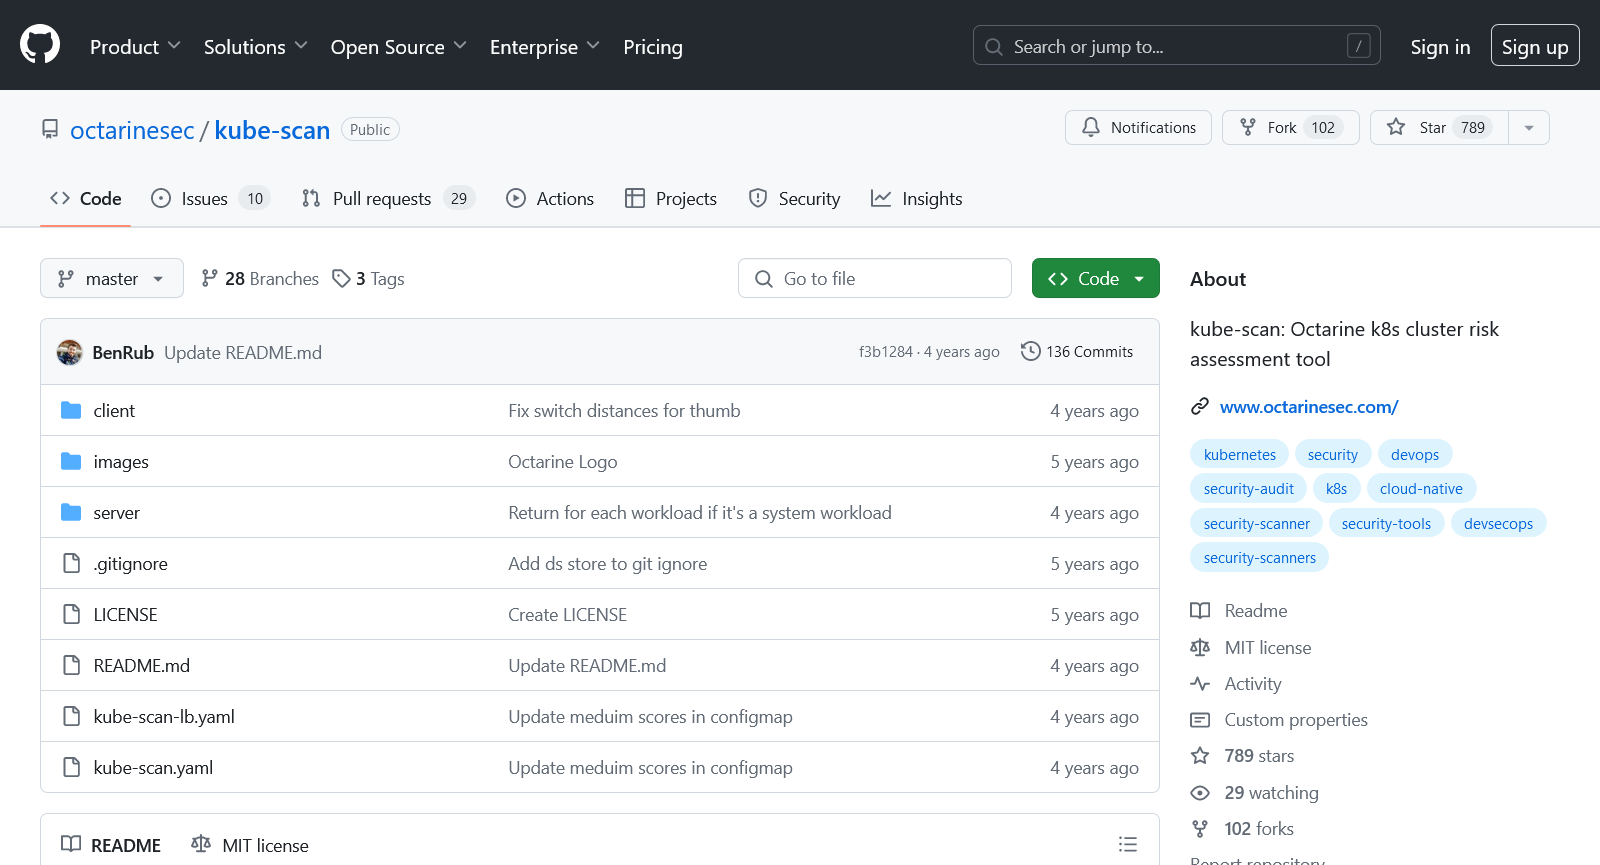 Product Solutions Open Source Enterprise Pricing Search or jump to... / Sign in Sign up
octarinesec / kube-scan Public Notifications Fork 102 Star 789
Code Issues 10 Pull requests 29 Actions Projects Security Insights
master 28 Branches 3 Tags Go to file Code
BenRub Update README.md f3b1284 · 4 years ago 136 Commits
client Fix switch distances for thumb 4 years ago
images Octarine Logo 5 years ago
server Return for each workload if it's a system workload 4 years ago
.gitignore Add ds store to git ignore 5 years ago
LICENSE Create LICENSE 5 years ago
README.md Update README.md 4 years ago
kube-scan-lb.yaml Update meduim scores in configmap 4 years ago
kube-scan.yaml Update meduim scores in configmap 4 years ago
README MIT license
About
kube-scan: Octarine k8s cluster risk
assessment tool
www.octarinesec.com/
kubernetes security devops
security-audit k8s cloud-native
security-scanner security-tools devsecops
security-scanners
Readme
MIT license
Activity
Custom properties
789 stars
29 watching
102 forks
Report repository